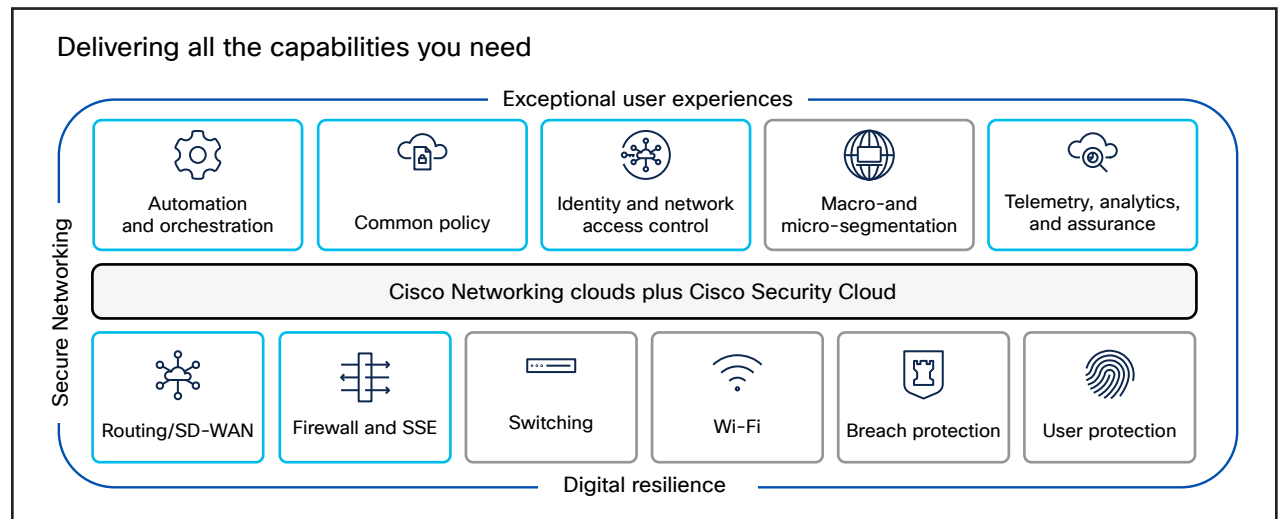 Delivering all the capabilities you need
Exceptional user experiences
Automation
and orchestration
Common policy
Identity and network
access control
Macro-and
micro-segmentation
Telemetry, analytics,
and assurance
Secure Networking
Cisco Networking clouds plus Cisco Security Cloud
Routing/SD-WAN
Firewall and SSE
Switching
Wi-Fi
Breach protection
User protection
Digital resilience